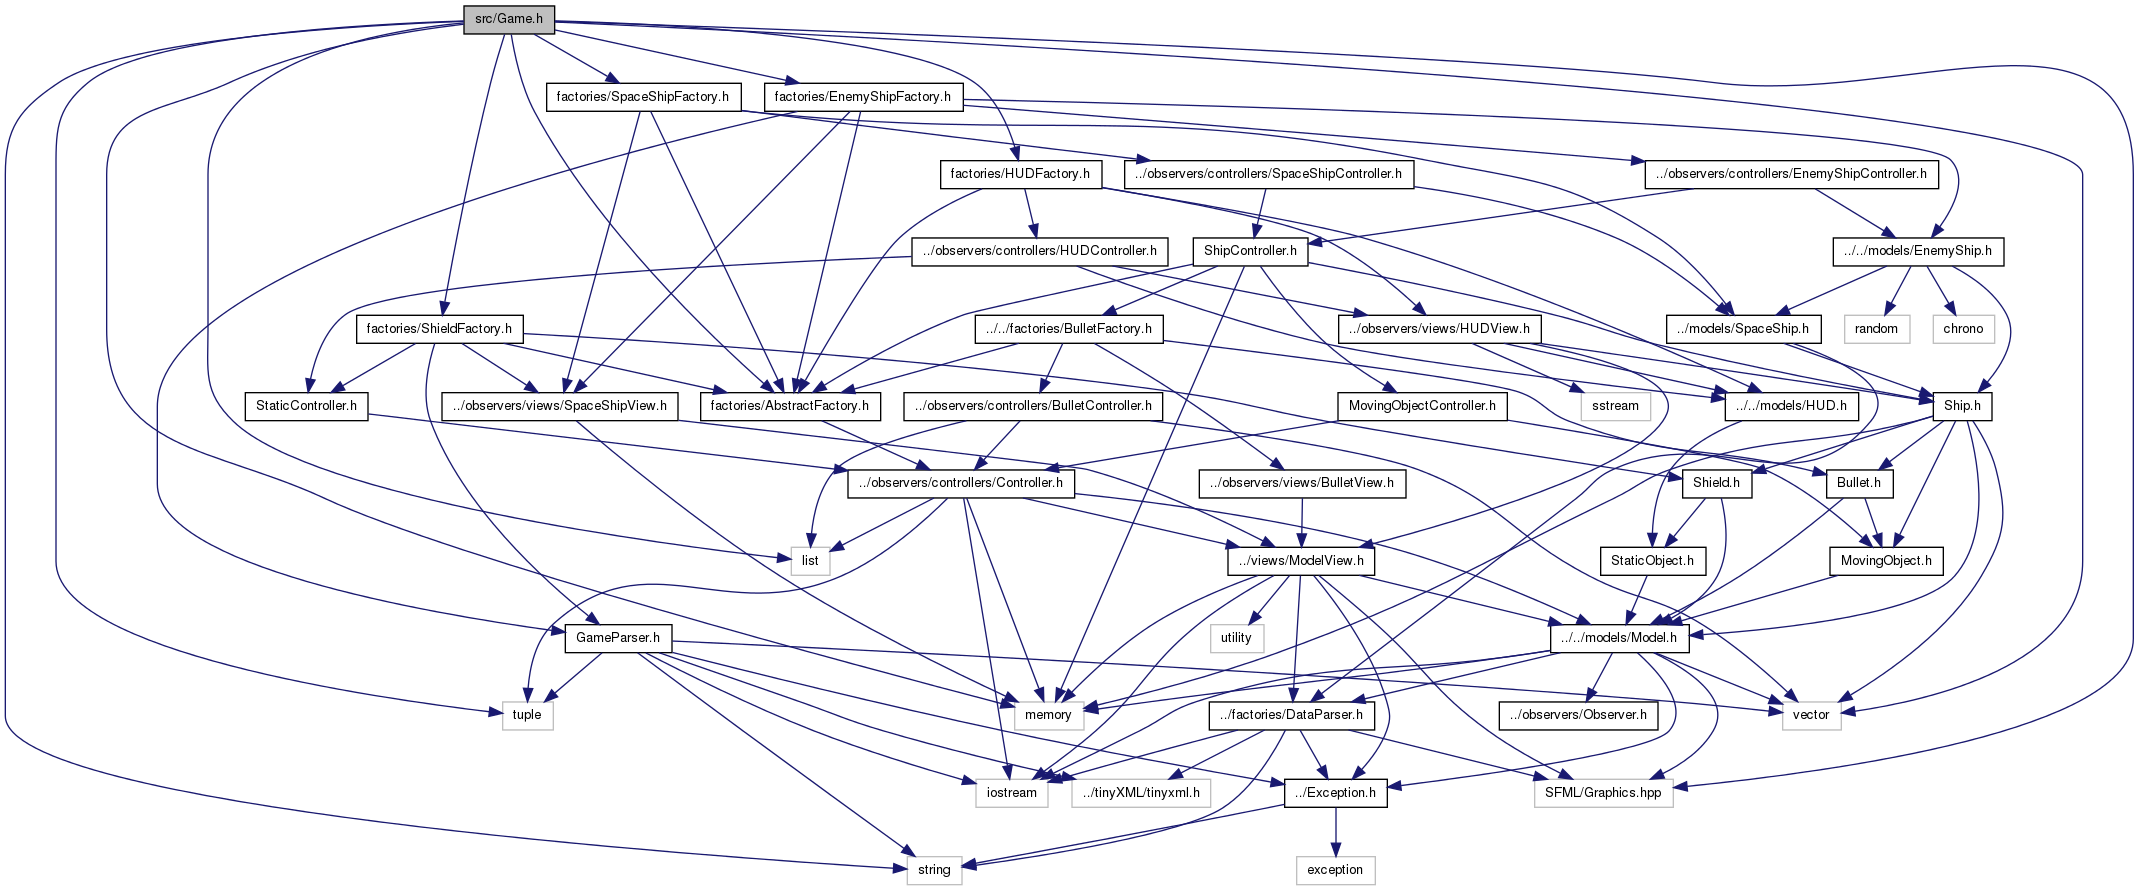 src/Game.h
factories/SpaceShipFactory.h
factories/EnemyShipFactory.h
factories/HUDFactory.h
../observers/controllers/SpaceShipController.h
../observers/controllers/EnemyShipController.h
../observers/controllers/HUDController.h
ShipController.h
../../models/EnemyShip.h
factories/ShieldFactory.h
../../factories/BulletFactory.h
../observers/views/HUDView.h
../models/SpaceShip.h
random
chrono
StaticController.h
../observers/views/SpaceShipView.h
factories/AbstractFactory.h
../observers/controllers/BulletController.h
MovingObjectController.h
sstream
../../models/HUD.h
Ship.h
../observers/controllers/Controller.h
../observers/views/BulletView.h
Shield.h
Bullet.h
list
../views/ModelView.h
StaticObject.h
MovingObject.h
GameParser.h
utility
../../models/Model.h
tuple
memory
../factories/DataParser.h
../observers/Observer.h
vector
iostream
../tinyXML/tinyxml.h
../Exception.h
SFML/Graphics.hpp
string
exception